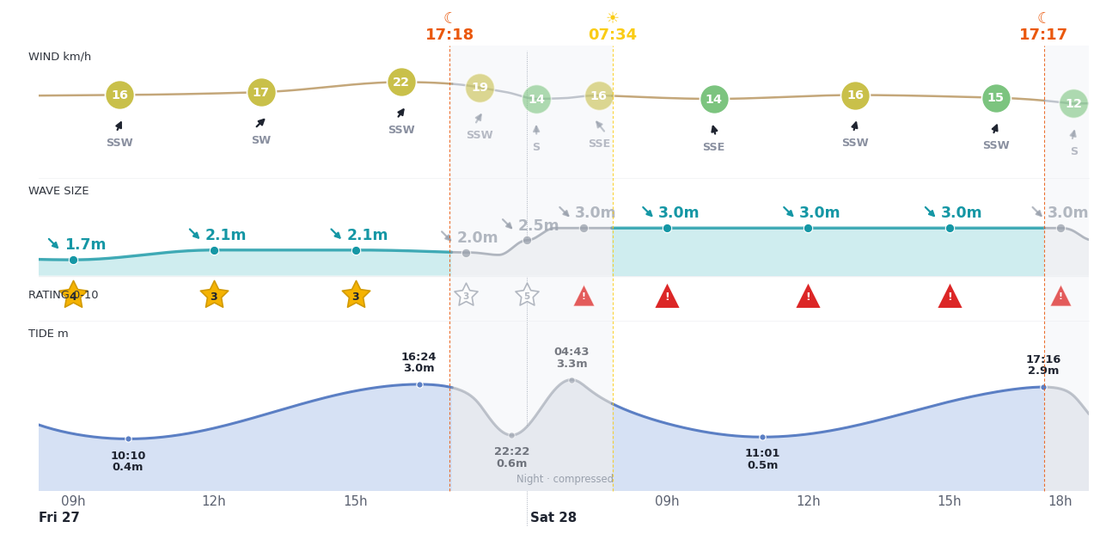 ☾ ☀ ☾
17:18 07:34 17:17
WIND km/h
16 17 22 19 14 16 14 16 15 12
SSW SW SSW SSW S SSE SSE SSW SSW S
WAVE SIZE
1.7m 2.1m 2.1m 2.0m 2.5m 3.0m 3.0m 3.0m 3.0m 3.0m
RATING 0-10
4 3 3 3 5 ! ! ! ! !
TIDE m
16:24 04:43 17:16
3.0m 3.3m 2.9m
10:10 22:22 11:01
0.4m 0.6m 0.5m
Night · compressed
09h 12h 15h 09h 12h 15h 18h
Fri 27 Sat 28